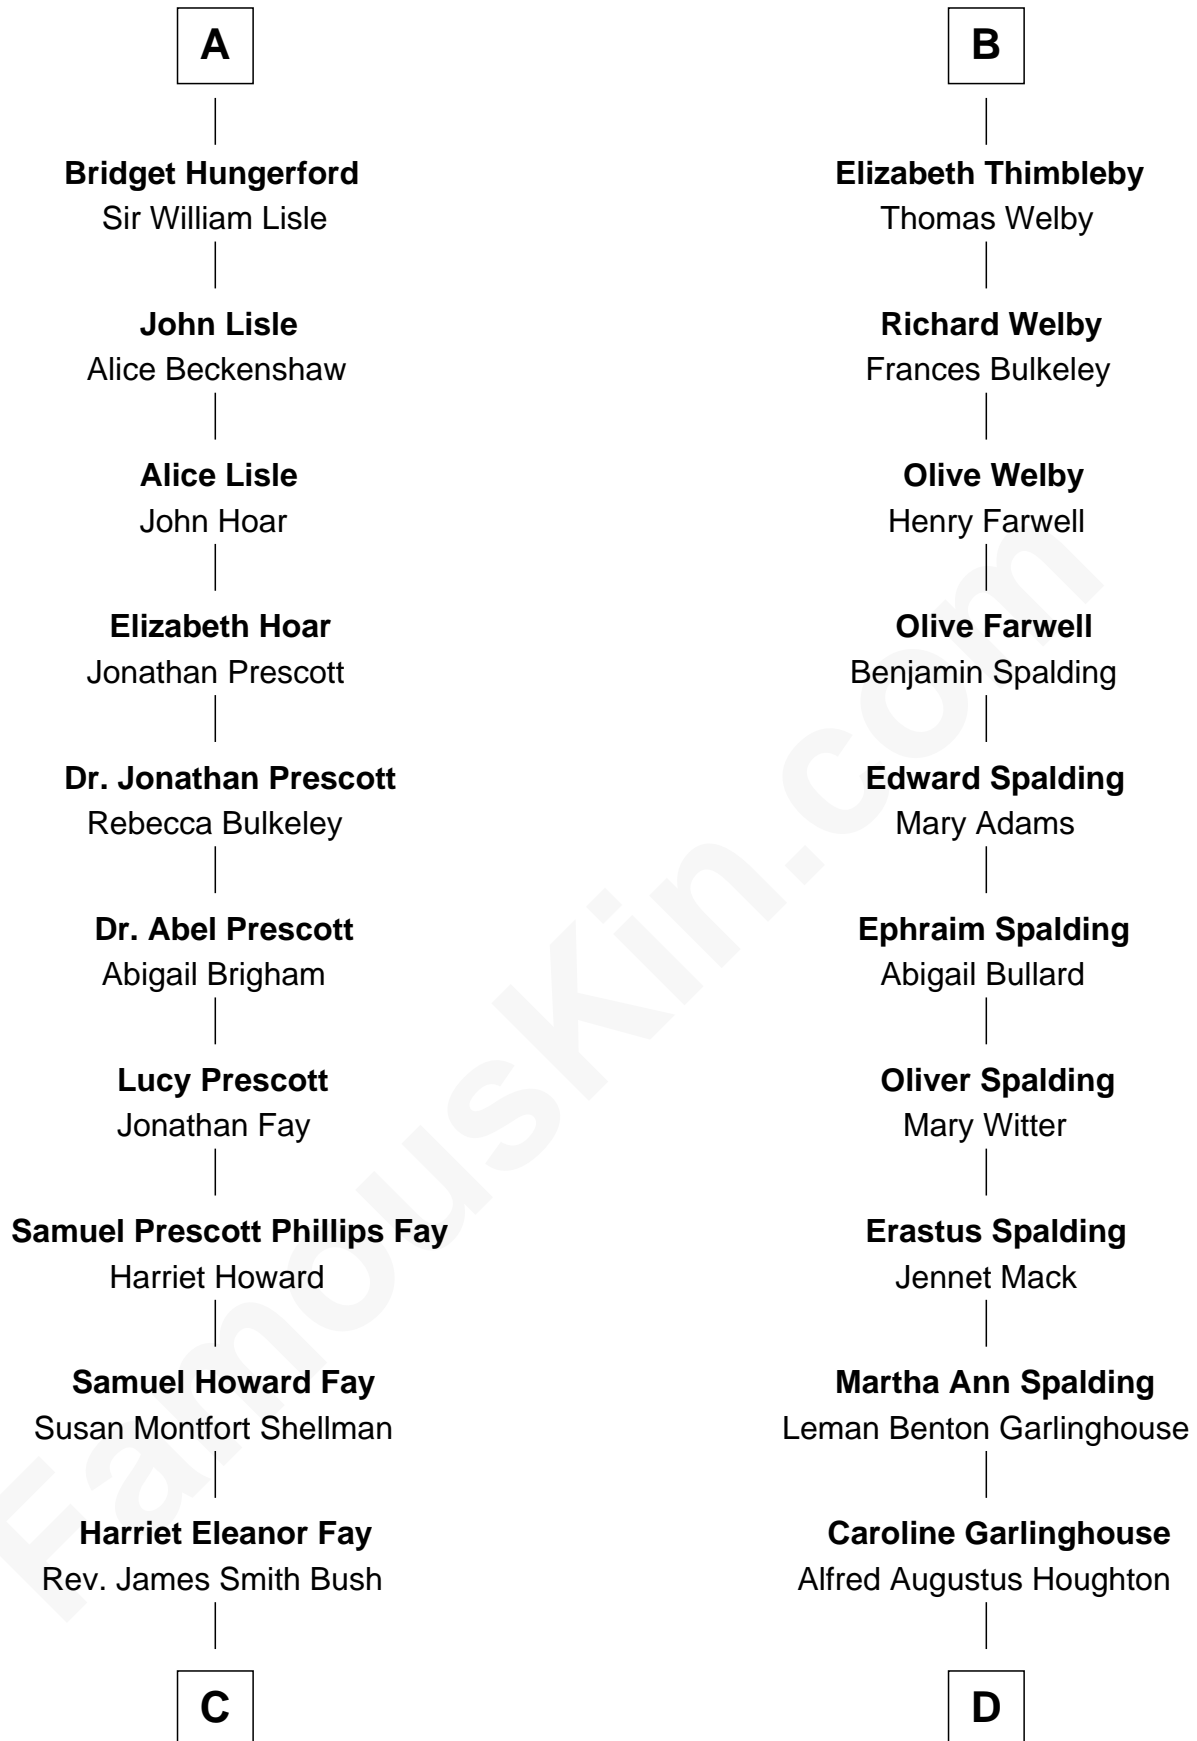 A
Bridget Hungerford
Sir William Lisle
John Lisle
Alice Beckenshaw
Alice Lisle
John Hoar
Elizabeth Hoar
Jonathan Prescott
Dr. Jonathan Prescott
Rebecca Bulkeley
Dr. Abel Prescott
Abigail Brigham
Lucy Prescott
Jonathan Fay
Samuel Prescott Phillips Fay
Harriet Howard
Samuel Howard Fay
Susan Montfort Shellman
Harriet Eleanor Fay
Rev. James Smith Bush
C
B
Elizabeth Thimbleby
Thomas Welby
Richard Welby
Frances Bulkeley
Olive Welby
Henry Farwell
Olive Farwell
Benjamin Spalding
Edward Spalding
Mary Adams
Ephraim Spalding
Abigail Bullard
Oliver Spalding
Mary Witter
Erastus Spalding
Jennet Mack
Martha Ann Spalding
Leman Benton Garlinghouse
Caroline Garlinghouse
Alfred Augustus Houghton
D
FamousKin.com